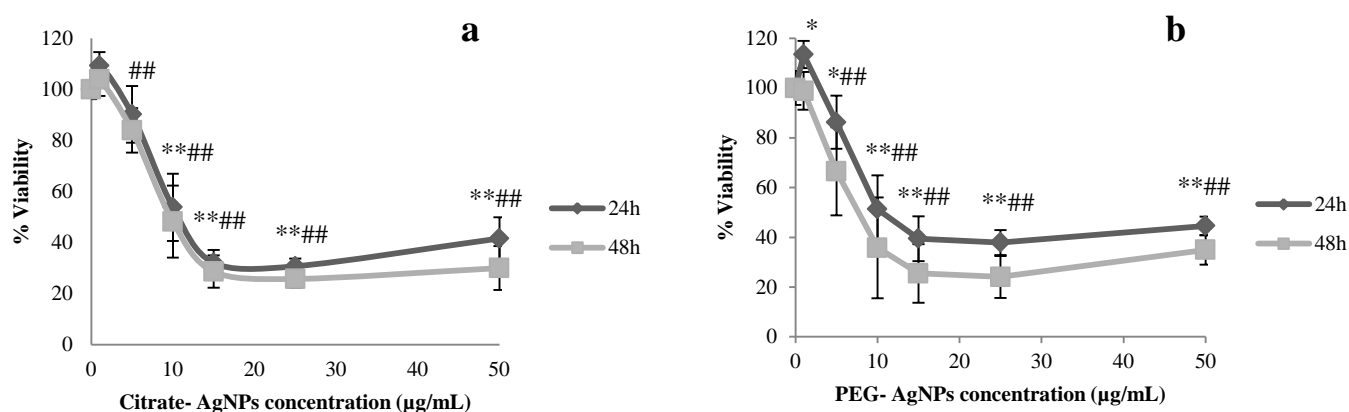 a
120
100
80
60
40
20
0
% Viability
##
**##
**##
**##
**##
24h
48h
0 10 20 30 40 50
Citrate- AgNPs concentration (µg/mL)
b
120
100
80
60
40
20
0
% Viability
*
*##
**##
**##
**##
**##
24h
48h
0 10 20 30 40 50
PEG- AgNPs concentration (µg/mL)